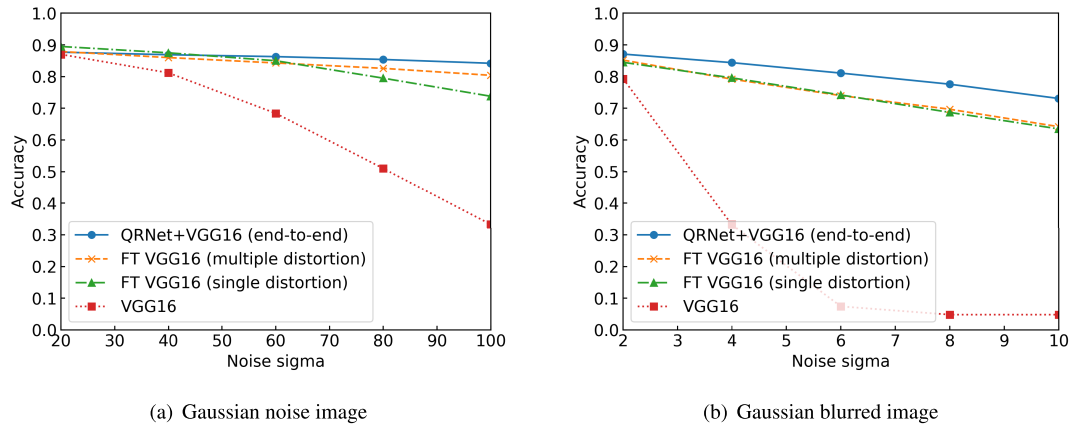 1.0
0.9
0.8
0.7
0.6
0.5
0.4
0.3
0.2
0.1
0.0
Accuracy
QRNet+VGG16 (end-to-end)
FT VGG16 (multiple distortion)
FT VGG16 (single distortion)
VGG16
20 30 40 50 60 70 80 90 100
Noise sigma
(a) Gaussian noise image
1.0
0.9
0.8
0.7
0.6
0.5
0.4
0.3
0.2
0.1
0.0
Accuracy
QRNet+VGG16 (end-to-end)
FT VGG16 (multiple distortion)
FT VGG16 (single distortion)
VGG16
2 3 4 5 6 7 8 9 10
Noise sigma
(b) Gaussian blurred image